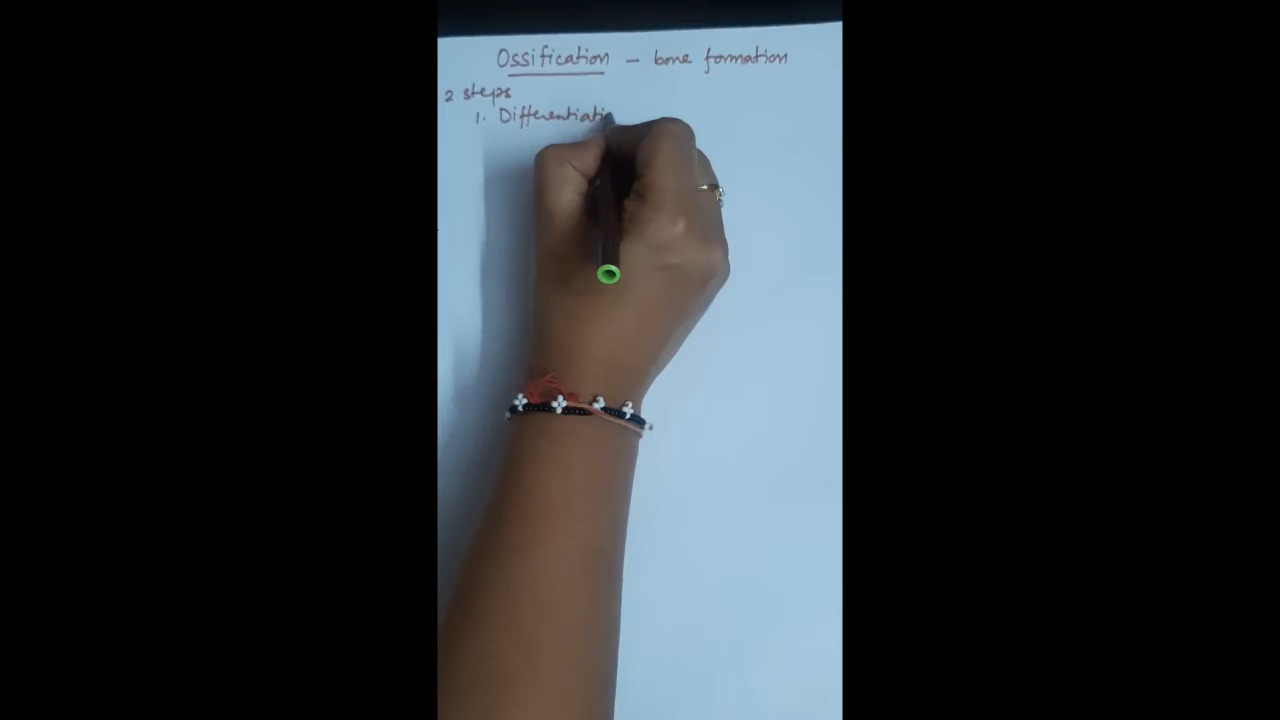 Ossification - bone formation
2 steps
1. Differentiati